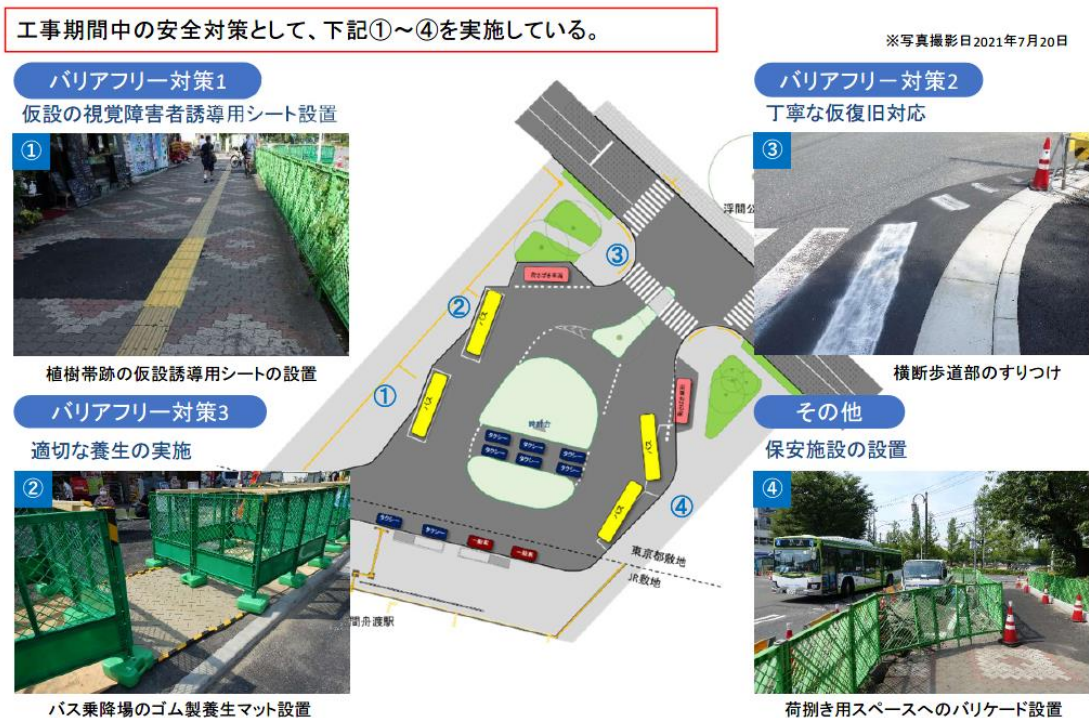 工事期間中の安全対策として、下記①～④を実施している。
※写真撮影日2021年7月20日
バリアフリー対策1
仮設の視覚障害者誘導用シート設置
①
植樹帯跡の仮設誘導用シートの設置
バリアフリー対策2
丁寧な仮復旧対応
③
横断歩道部のすりつけ
バリアフリー対策3
適切な養生の実施
②
バス乗降場のゴム製養生マット設置
その他
保安施設の設置
④
荷捌き用スペースへのバリケード設置
浮間公
③
荷さばき車両
②
バス
①
バス
タクシー
タクシー
タクシー
タクシー
タクシー
タクシー
バス
バス
④
タクシー
タクシー
一般車
一般車
東京都敷地
JR敷地
間舟渡駅